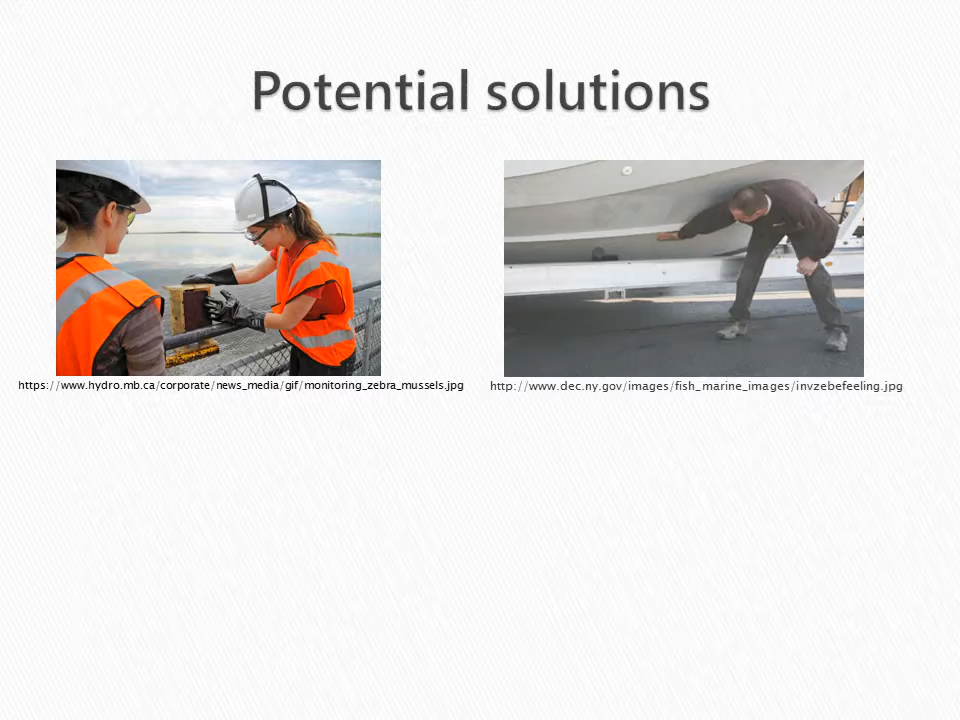 Potential solutions
https://www.hydro.mb.ca/corporate/news_media/gif/monitoring_zebra_mussels.jpg
http://www.dec.ny.gov/images/fish_marine_images/invzebefeeling.jpg